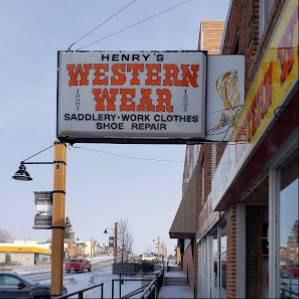 HENRY'S
WESTERN
WEAR
SADDLERY·WORK CLOTHES
SHOE REPAIR